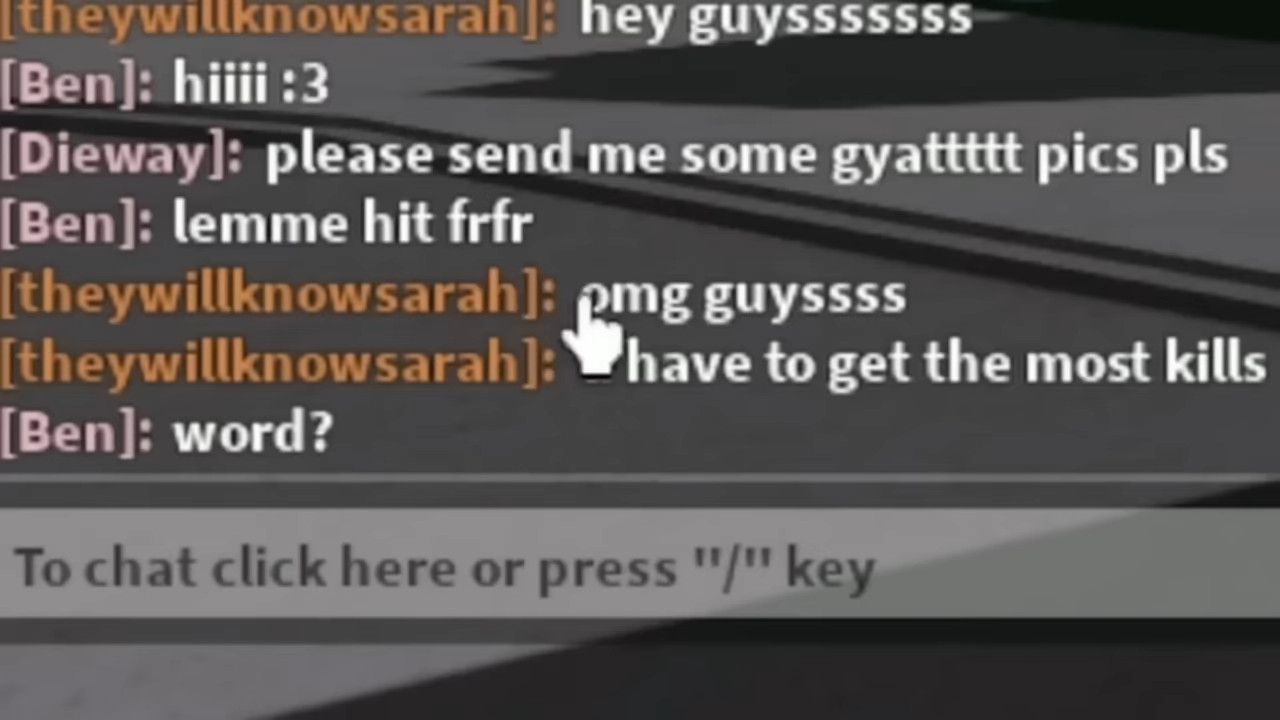 [theywillknowsarah]: hey guysssssss
[Ben]: hiiii :3
[Dieway]: please send me some gyattttt pics pls
[Ben]: lemme hit frfr
[theywillknowsarah]: omg guyssss
[theywillknowsarah]: have to get the most kills
[Ben]: word?
To chat click here or press "/" key